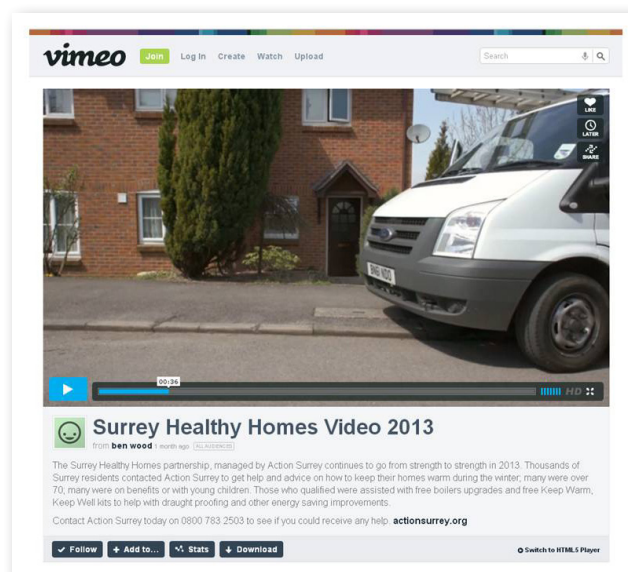 vimeo Join Log In Create Watch Upload Search
LIKE
LATER
SHARE
00:36
HD
Surrey Healthy Homes Video 2013
from ben wood 1 month ago ALL AUDIENCES
The Surrey Healthy Homes partnership, managed by Action Surrey continues to go from strength to strength in 2013. Thousands of
Surrey residents contacted Action Surrey to get help and advice on how to keep their homes warm during the winter; many were over
70; many were on benefits or with young children. Those who qualified were assisted with free boilers upgrades and free Keep Warm,
Keep Well kits to help with draught proofing and other energy saving improvements.
Contact Action Surrey today on 0800 783 2503 to see if you could receive any help. actionsurrey.org
Follow Add to... Stats Download Switch to HTML5 Player